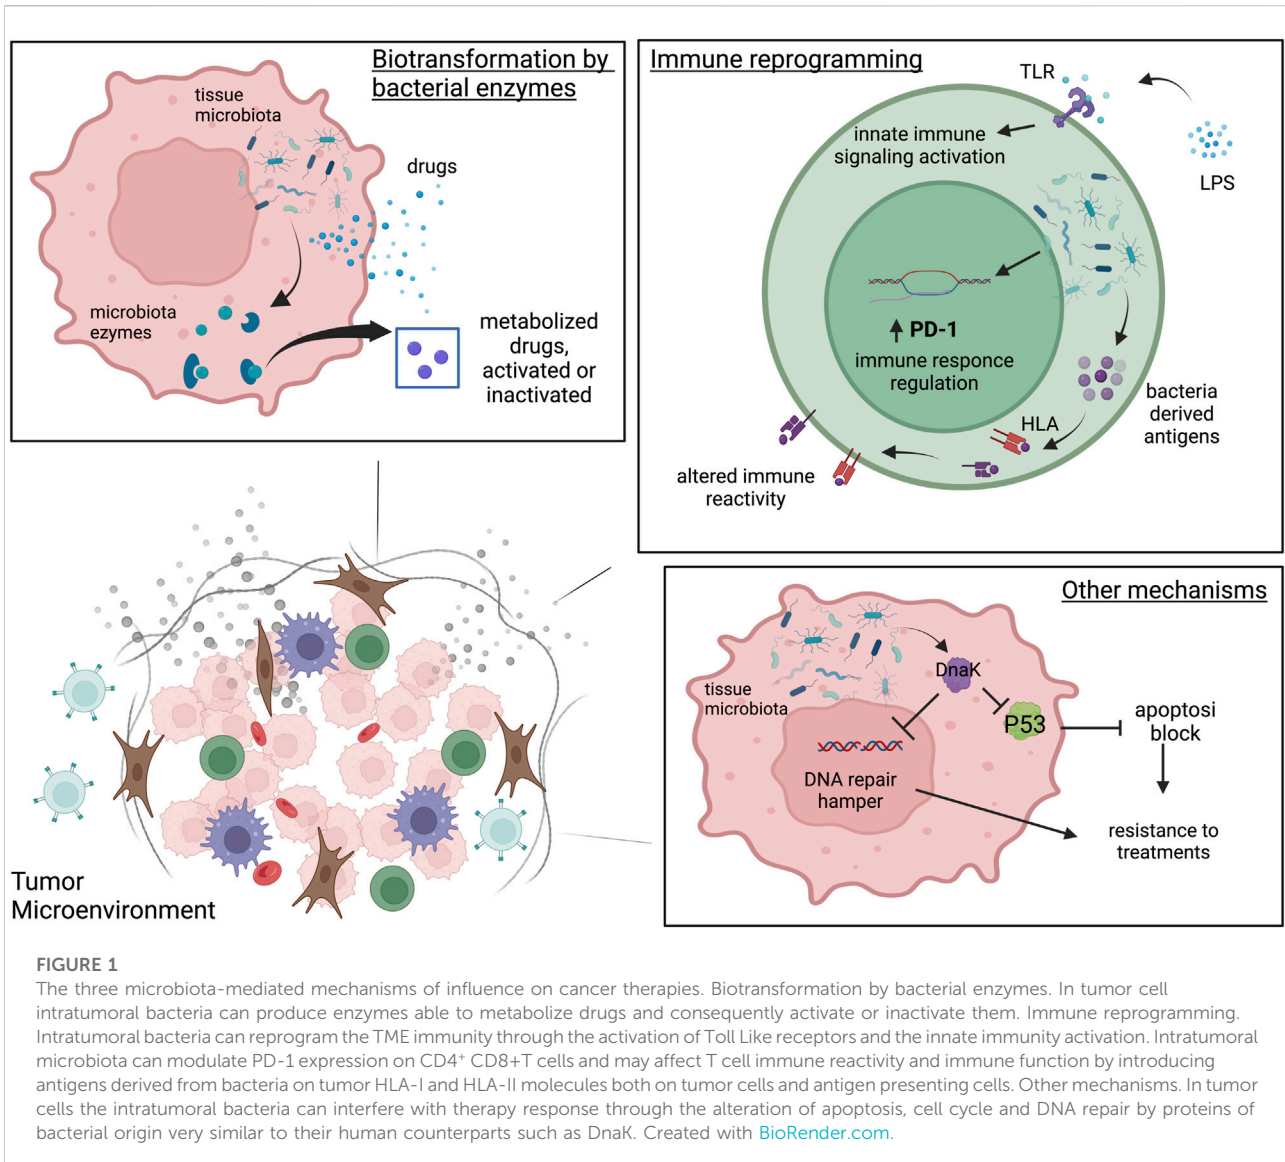 Biotransformation by
bacterial enzymes
tissue
microbiota
drugs
microbiota
ezymes
metabolized
drugs,
activated or
inactivated
Immune reprogramming
TLR
LPS
innate immune
signaling activation
PD-1
immune responce
regulation
HLA
bacteria
derived
antigens
altered immune
reactivity
Tumor
Microenvironment
Other mechanisms
tissue
microbiota
DnaK
P53
apoptosi
block
DNA repair
hamper
resistance to
treatments
FIGURE 1
The three microbiota-mediated mechanisms of influence on cancer therapies. Biotransformation by bacterial enzymes. In tumor cell
intratumoral bacteria can produce enzymes able to metabolize drugs and consequently activate or inactivate them. Immune reprogramming.
Intratumoral bacteria can reprogram the TME immunity through the activation of Toll Like receptors and the innate immunity activation. Intratumoral
microbiota can modulate PD-1 expression on CD4⁺ CD8+T cells and may affect T cell immune reactivity and immune function by introducing
antigens derived from bacteria on tumor HLA-I and HLA-II molecules both on tumor cells and antigen presenting cells. Other mechanisms. In tumor
cells the intratumoral bacteria can interfere with therapy response through the alteration of apoptosis, cell cycle and DNA repair by proteins of
bacterial origin very similar to their human counterparts such as DnaK. Created with BioRender.com.